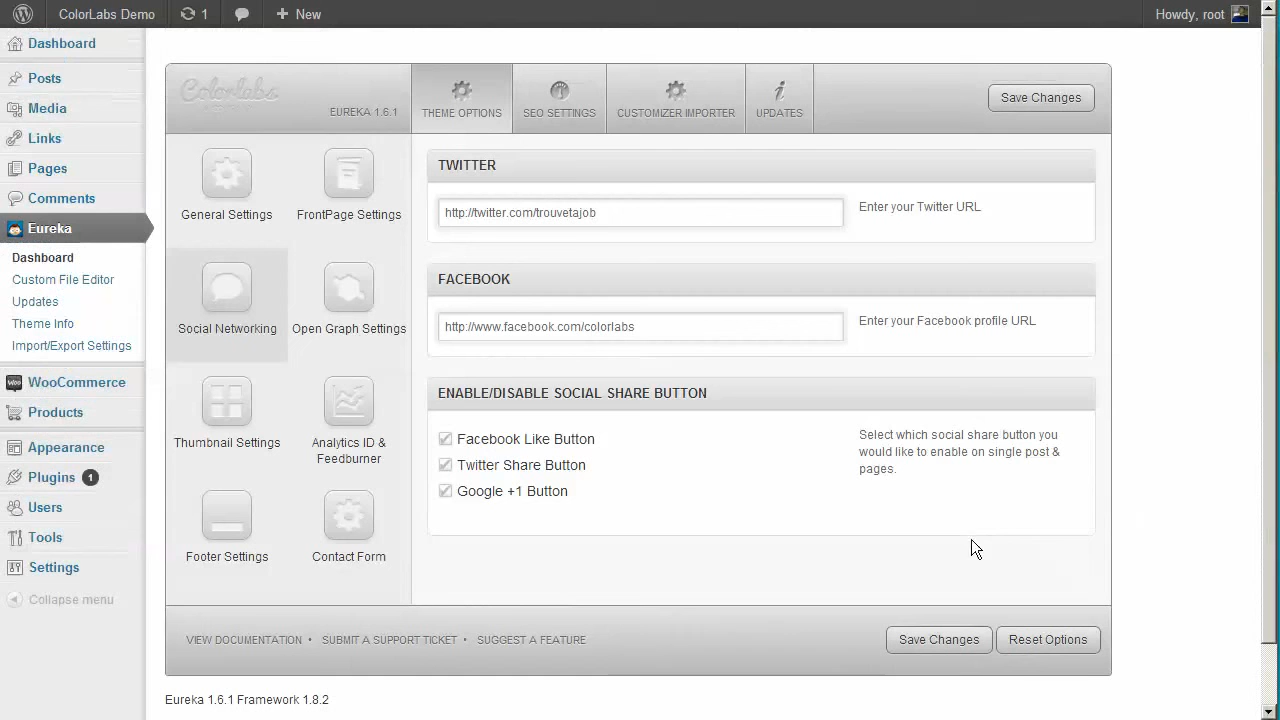 ColorLabs Demo
1
New
Howdy, root
Dashboard
Posts
Media
Links
Pages
Comments
Eureka
Dashboard
Custom File Editor
Updates
Theme Info
Import/Export Settings
WooCommerce
Products
Appearance
Plugins 1
Users
Tools
Settings
Collapse menu
Colorlabs
EUREKA 1.6.1
THEME OPTIONS
SEO SETTINGS
CUSTOMIZER IMPORTER
UPDATES
Save Changes
General Settings
FrontPage Settings
Social Networking
Open Graph Settings
Thumbnail Settings
Analytics ID &
Feedburner
Footer Settings
Contact Form
TWITTER
http://twitter.com/trouvetajob
Enter your Twitter URL
FACEBOOK
http://www.facebook.com/colorlabs
Enter your Facebook profile URL
ENABLE/DISABLE SOCIAL SHARE BUTTON
Facebook Like Button
Twitter Share Button
Google +1 Button
Select which social share button you
would like to enable on single post &
pages.
VIEW DOCUMENTATION • SUBMIT A SUPPORT TICKET • SUGGEST A FEATURE
Save Changes
Reset Options
Eureka 1.6.1 Framework 1.8.2